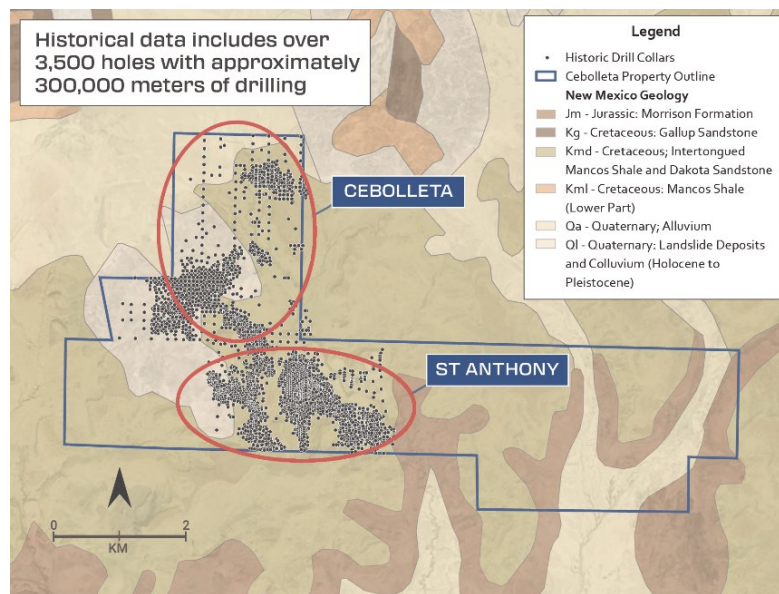 Historical data includes over
3,500 holes with approximately
300,000 meters of drilling
Legend
Historic Drill Collars
Cebolleta Property Outline
New Mexico Geology
Jm - Jurassic: Morrison Formation
Kg - Cretaceous: Gallup Sandstone
Kmd - Cretaceous; Intertongued
Mancos Shale and Dakota Sandstone
Kml - Cretaceous: Mancos Shale
(Lower Part)
Qa - Quaternary; Alluvium
Ql - Quaternary: Landslide Deposits
and Colluvium (Holocene to
Pleistocene)
CEBOLLETA
ST ANTHONY
0 2
KM